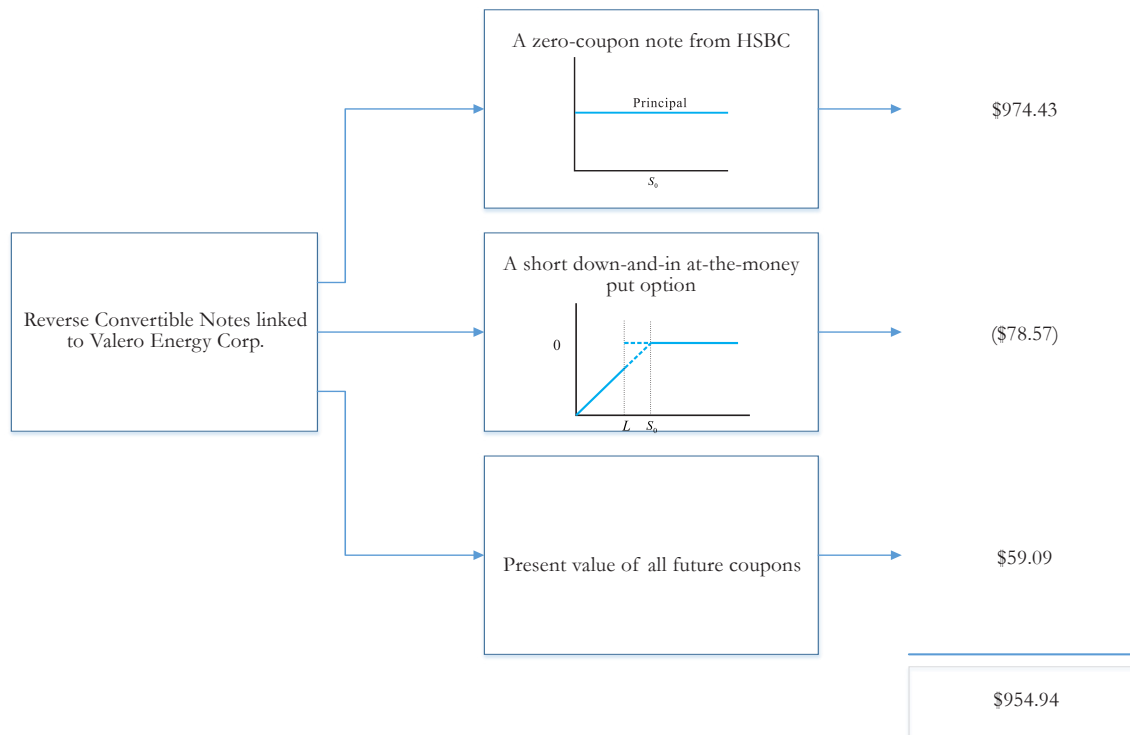 A zero-coupon note from HSBC
Principal
S₀
$974.43
Reverse Convertible Notes linked
to Valero Energy Corp.
A short down-and-in at-the-money
put option
0
L S₀
($78.57)
Present value of all future coupons
$59.09
$954.94